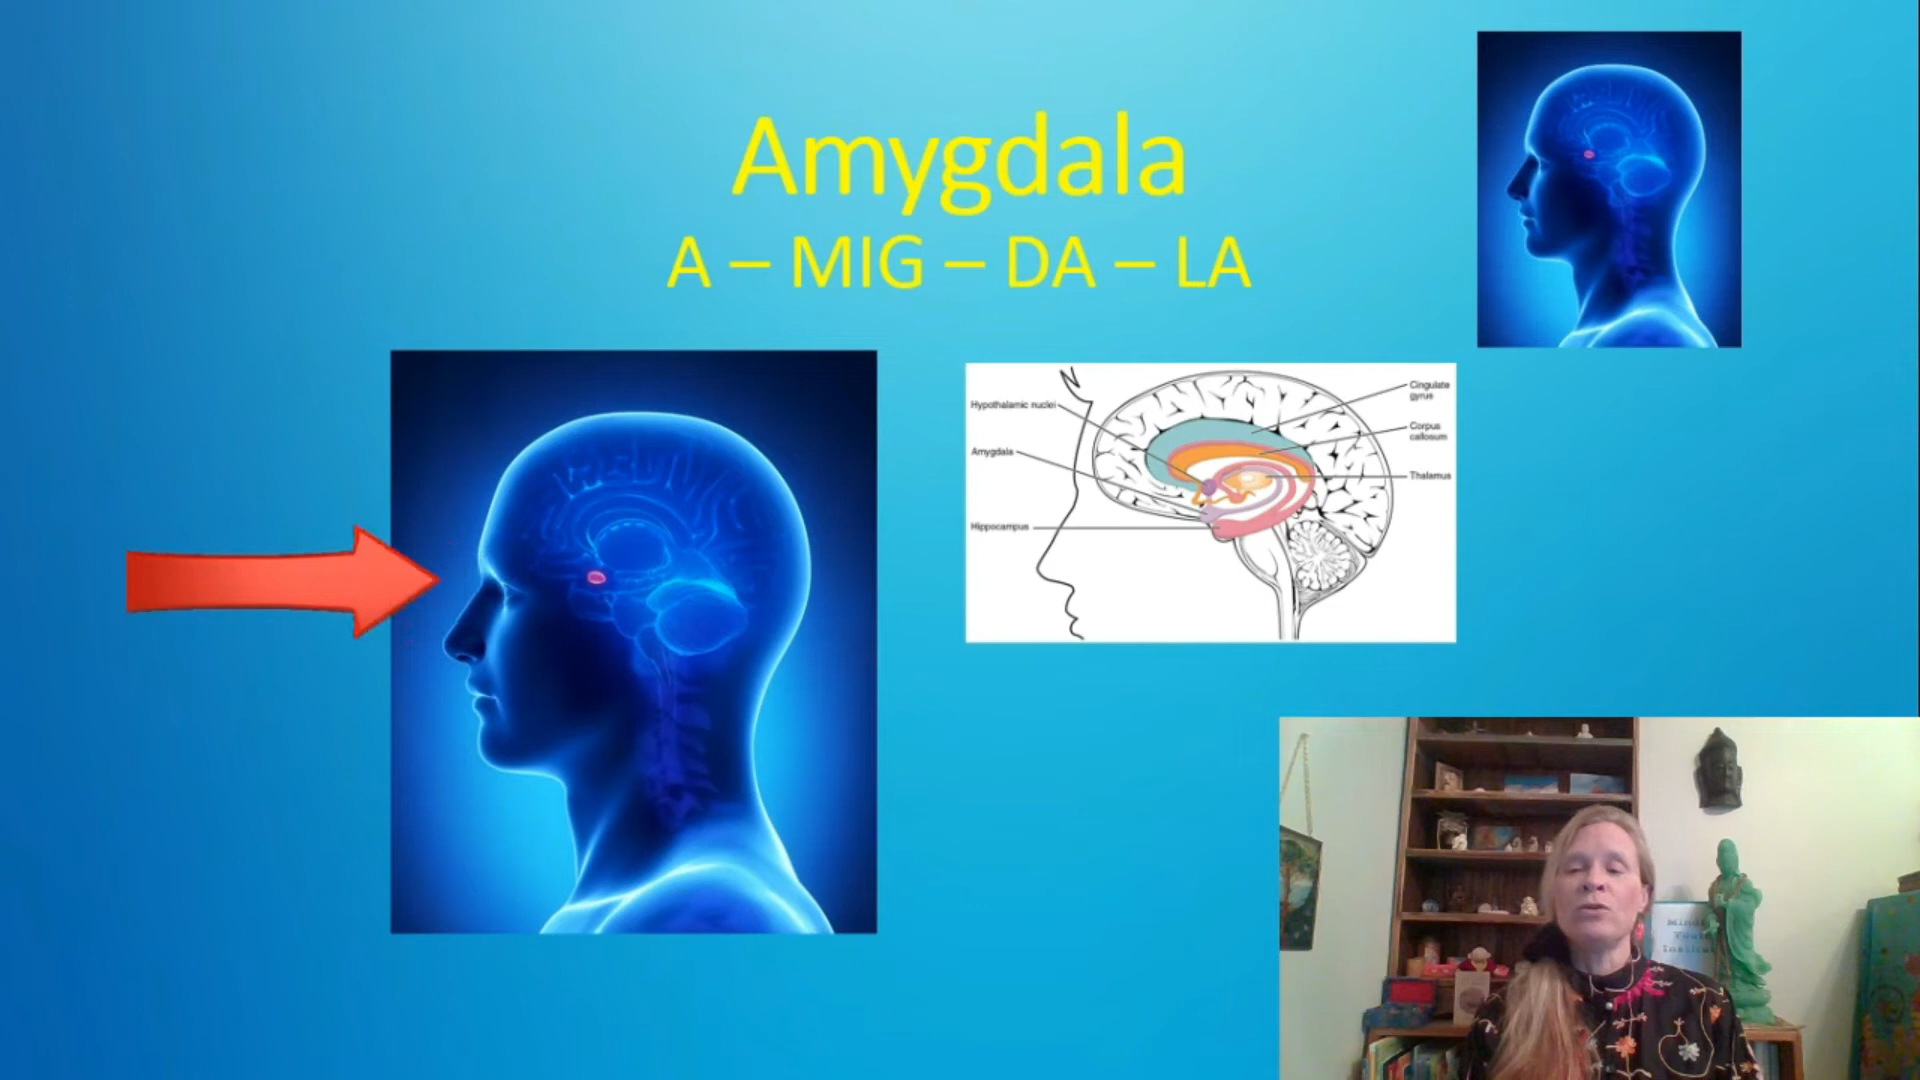 Amygdala
A – MIG – DA – LA
Cingulate
gyrus
Hypothalamic nuclei
Corpus
callosum
Amygdala
Thalamus
Hippocampus